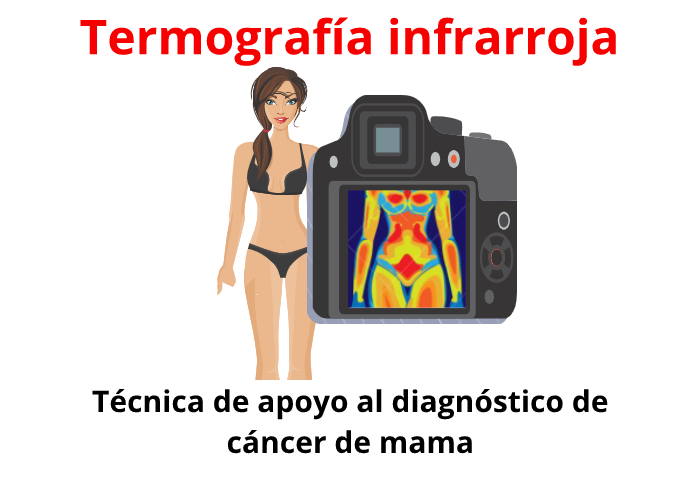 Termografía infrarroja
Técnica de apoyo al diagnóstico de
cáncer de mama